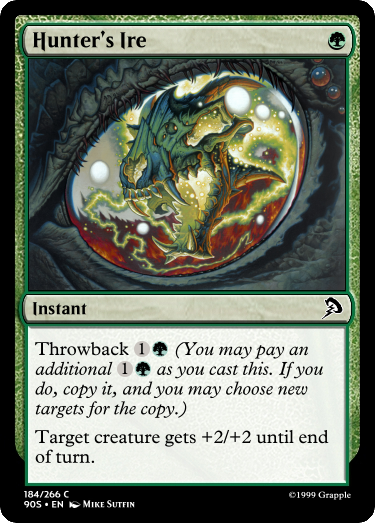 Hunter's Ire
Instant
Throwback 1 (You may pay an
additional 1 as you cast this. If you
do, copy it, and you may choose new
targets for the copy.)
Target creature gets +2/+2 until end
of turn.
184/266 C
90S • EN Mike Sutfin
©1999 Grapple